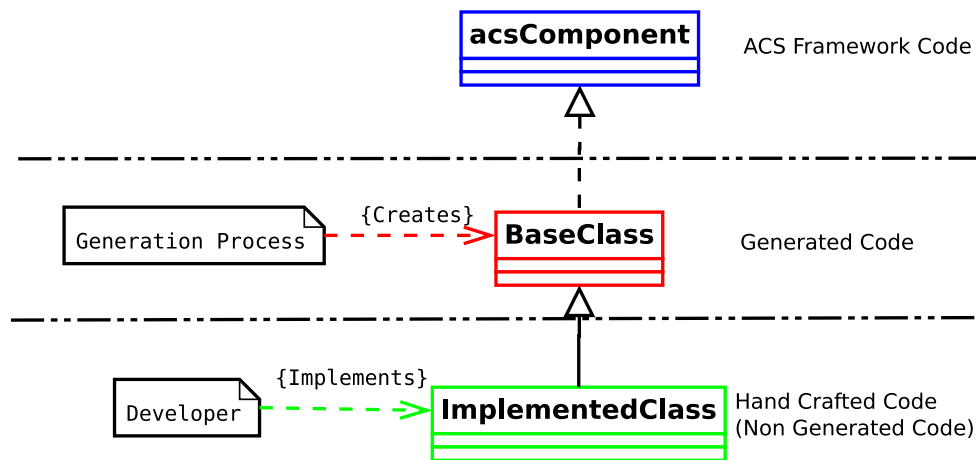 acsComponent
ACS Framework Code
{Creates}
Generation Process
BaseClass
Generated Code
{Implements}
Developer
ImplementedClass
Hand Crafted Code
(Non Generated Code)